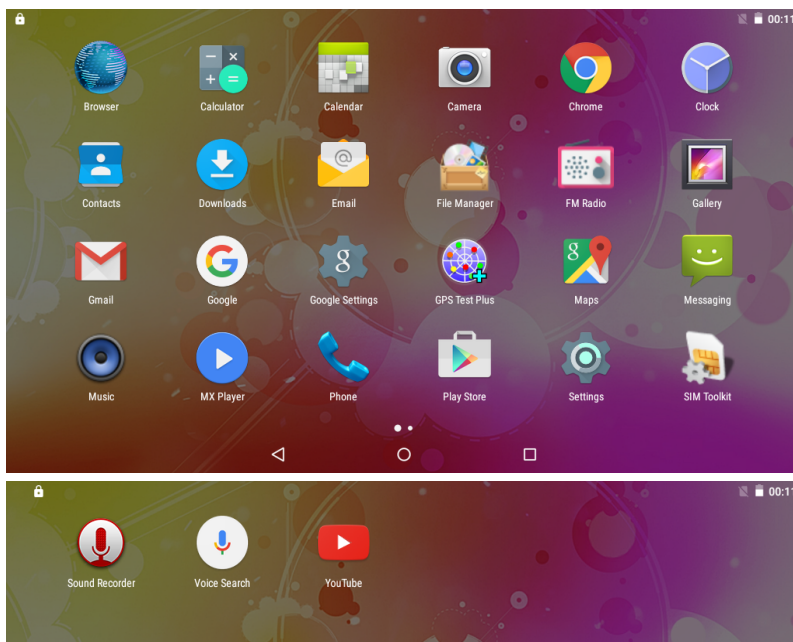 00:11
Browser Calculator Calendar Camera Chrome Clock
Contacts Downloads Email File Manager FM Radio Gallery
Gmail Google Google Settings GPS Test Plus Maps Messaging
Music MX Player Phone Play Store Settings SIM Toolkit
00:11
Sound Recorder Voice Search YouTube